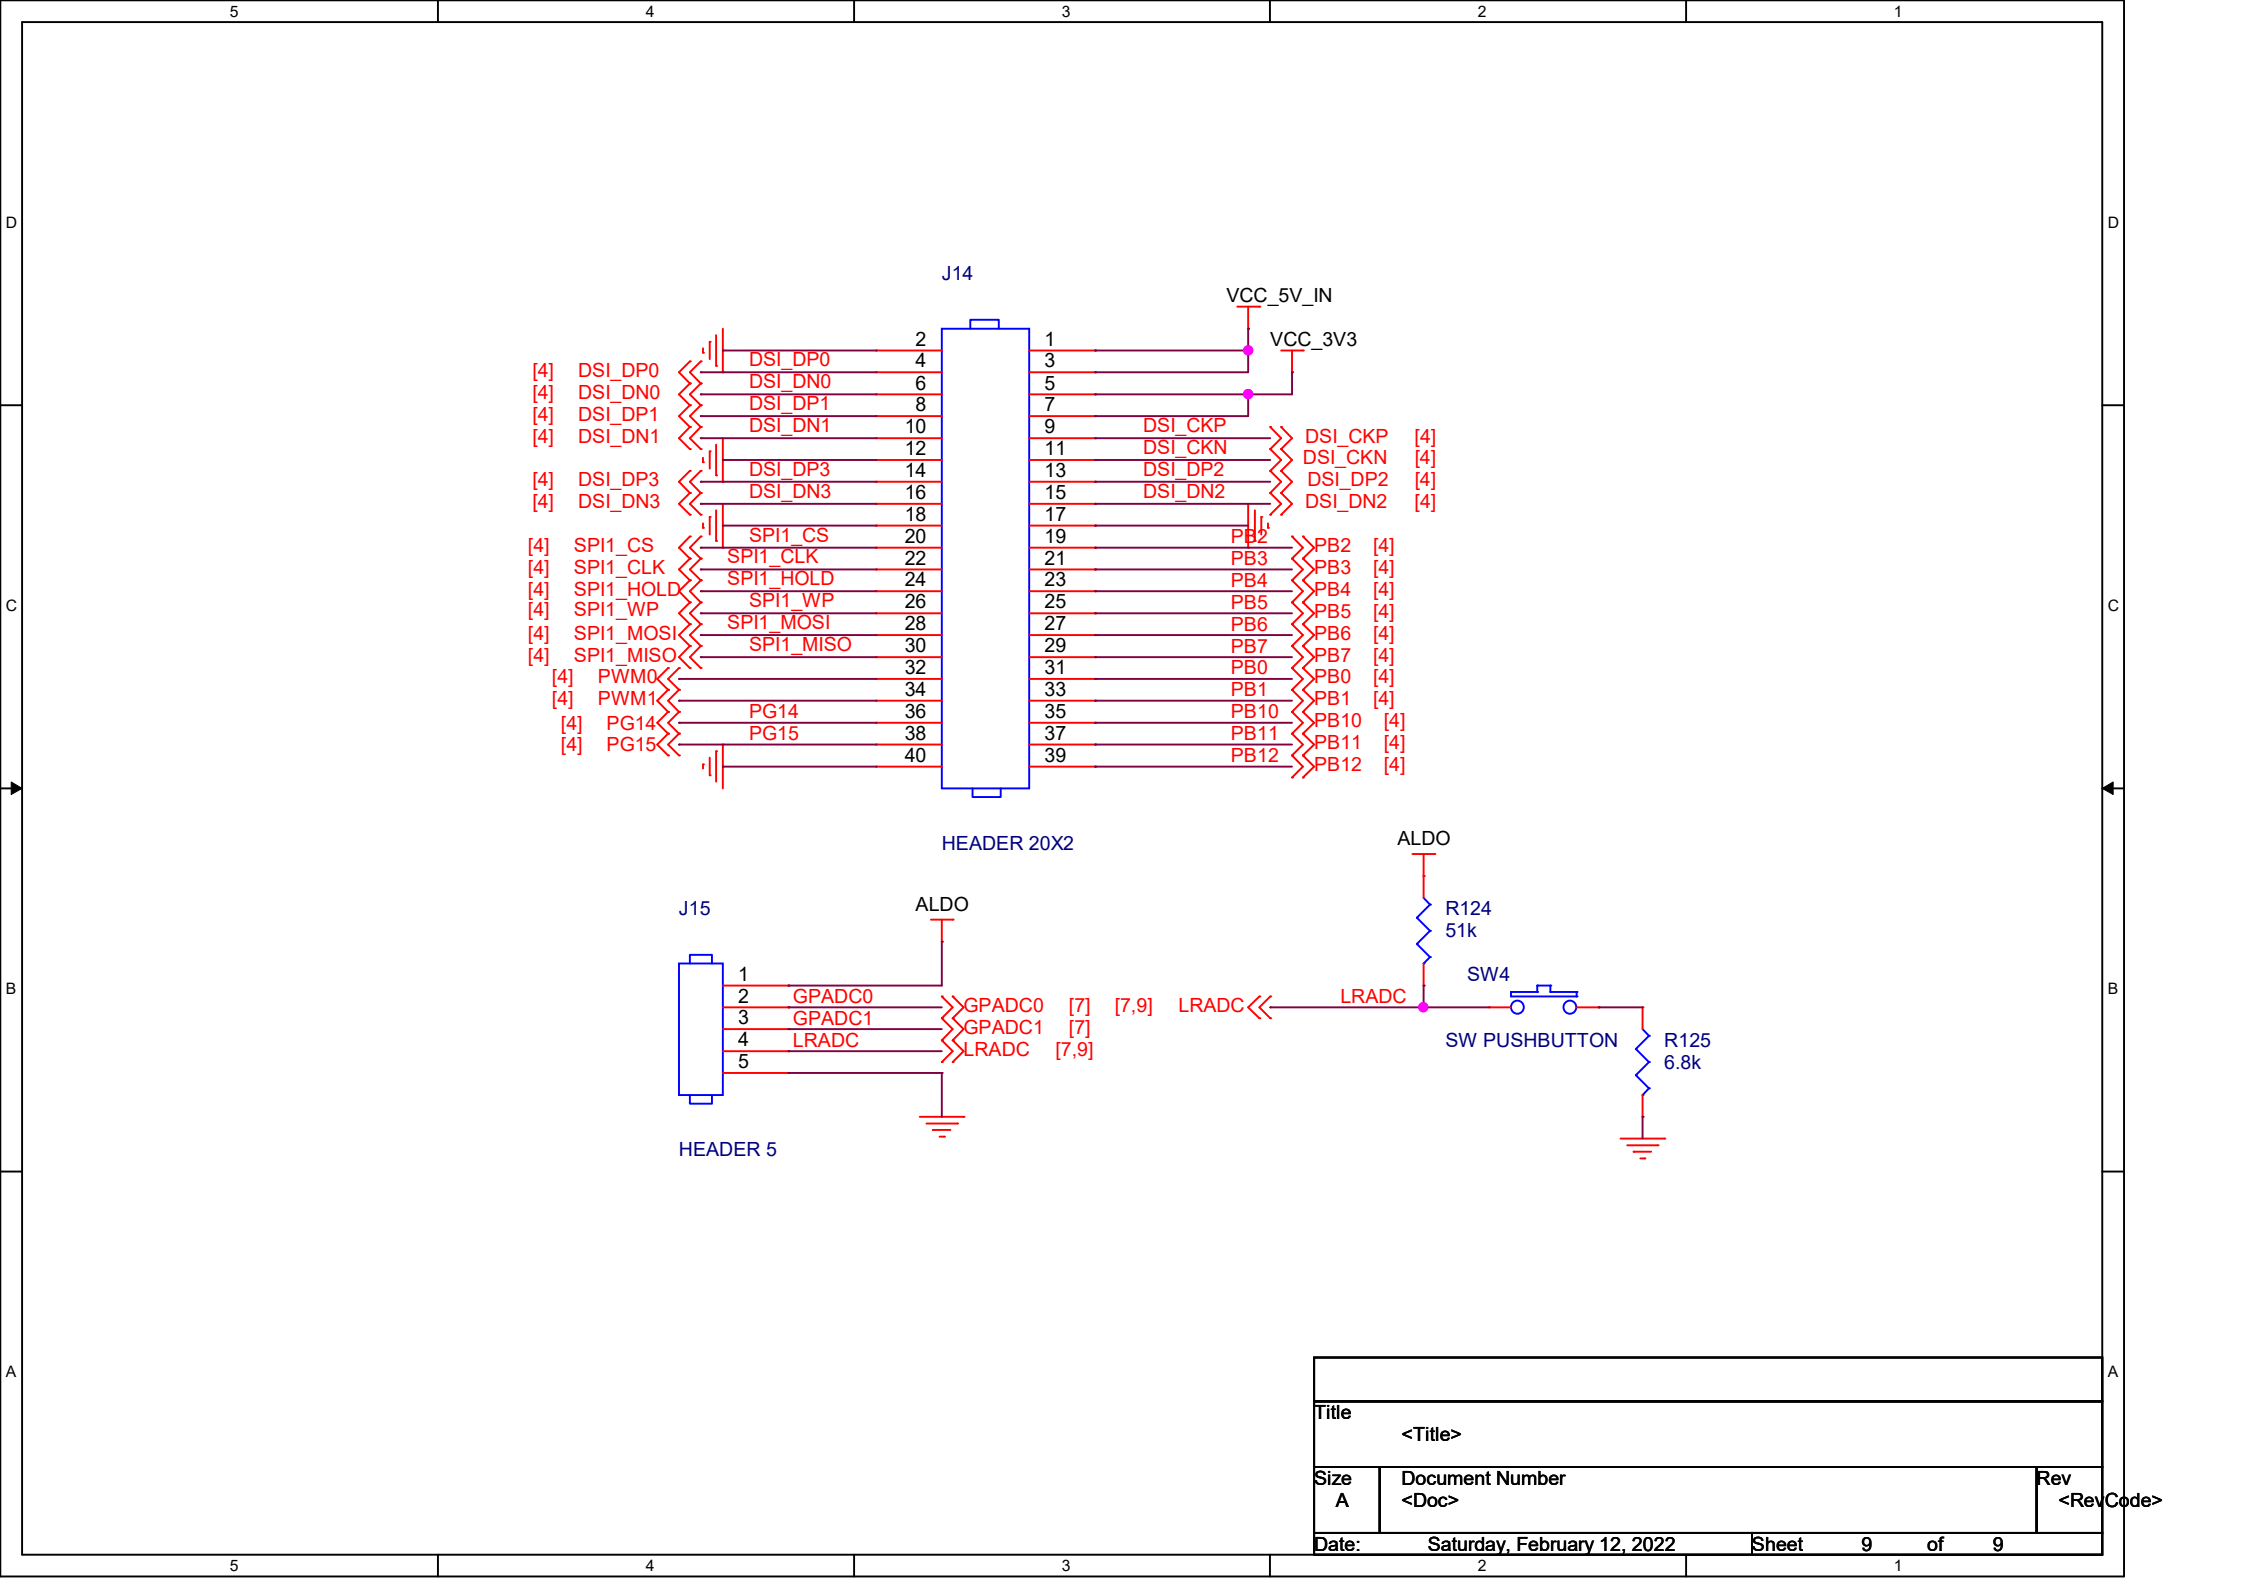 5 4 3 2 1
D D
J14
VCC_5V_IN
VCC_3V3
2 1
DSI_DP0 4 3
[4] DSI_DP0 DSI_DN0 6 5
[4] DSI_DN0 DSI_DP1 8 7
[4] DSI_DP1 DSI_DN1 10 9 DSI_CKP
[4] DSI_DN1 12 11 DSI_CKN DSI_CKP [4]
DSI_DP3 14 13 DSI_DP2 DSI_CKN [4]
[4] DSI_DP3 DSI_DN3 16 15 DSI_DN2 DSI_DP2 [4]
[4] DSI_DN3 18 17 DSI_DN2 [4]
SPI1_CS 20 19 PB2
[4] SPI1_CS SPI1_CLK 22 21 PB3 PB2 [4]
[4] SPI1_CLK SPI1_HOLD 24 23 PB4 PB3 [4]
[4] SPI1_HOLD SPI1_WP 26 25 PB5 PB4 [4]
[4] SPI1_WP SPI1_MOSI 28 27 PB6 PB5 [4]
[4] SPI1_MOSI SPI1_MISO 30 29 PB7 PB6 [4]
[4] SPI1_MISO 32 31 PB0 PB7 [4]
[4] PWM0 34 33 PB1 PB0 [4]
[4] PWM1 PG14 36 35 PB10 PB1 [4]
[4] PG14 PG15 38 37 PB11 PB10 [4]
[4] PG15 40 39 PB12 PB11 [4]
PB12 [4]
C C
HEADER 20X2
ALDO
J15 ALDO R124
51k
1 SW4
2 GPADC0 GPADC0 [7] [7,9] LRADC LRADC
3 GPADC1 GPADC1 [7]
4 LRADC LRADC [7,9] SW PUSHBUTTON R125
5 6.8k
B B
HEADER 5
A A
Title
<Title>
Size Document Number Rev
A <Doc> <RevCode>
Date: Saturday, February 12, 2022 Sheet 9 of 9
5 4 3 2 1